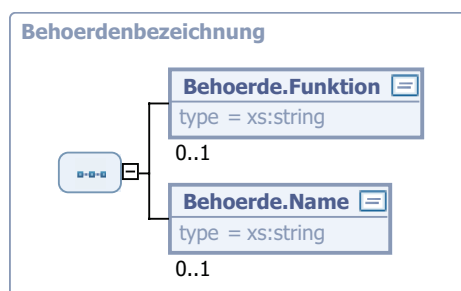 Behoerdenbezeichnung
Behoerde.Funktion
type = xs:string
0..1
Behoerde.Name
type = xs:string
0..1